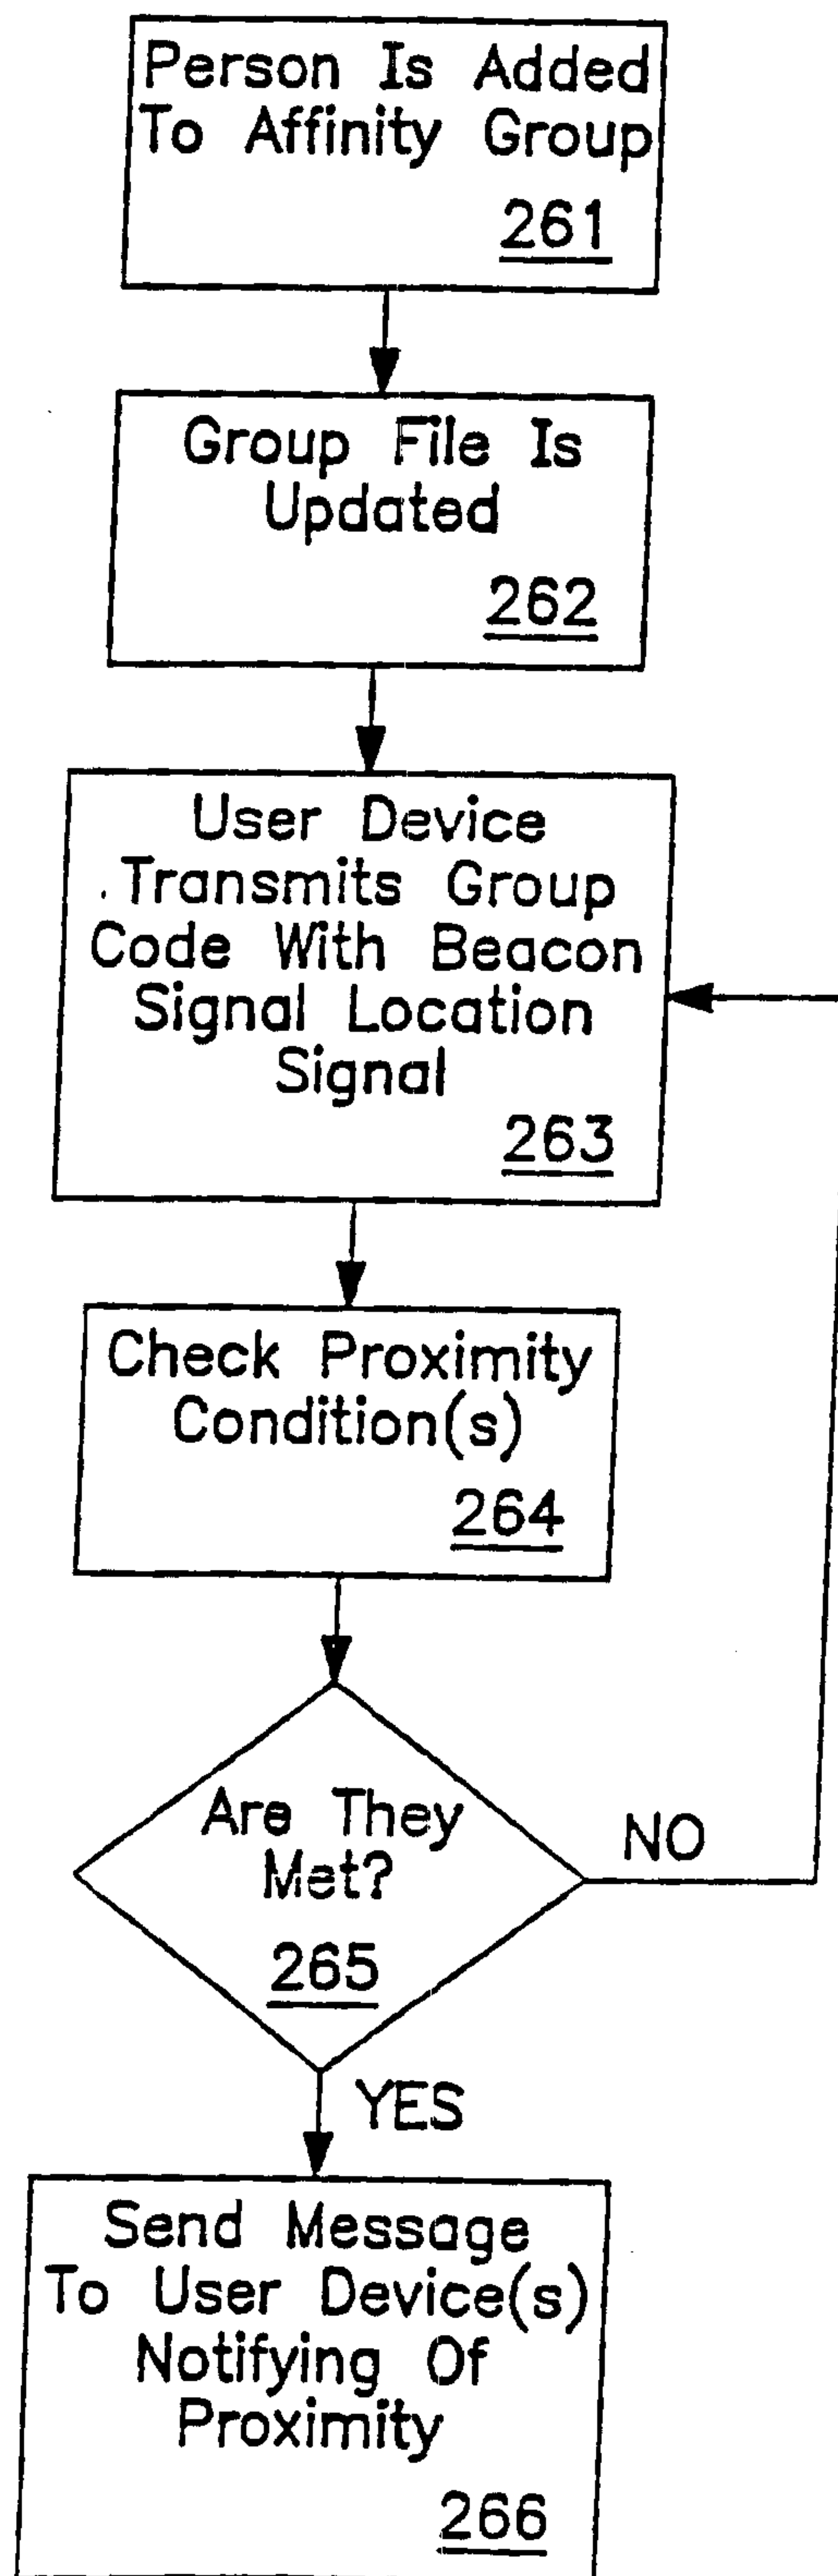 Person Is Added
To Affinity Group
261
Group File Is
Updated
262
User Device
Transmits Group
Code With Beacon
Signal Location
Signal
263
Check Proximity
Condition(s)
264
Are They
Met?
265
NO
YES
Send Message
To User Device(s)
Notifying Of
Proximity
266